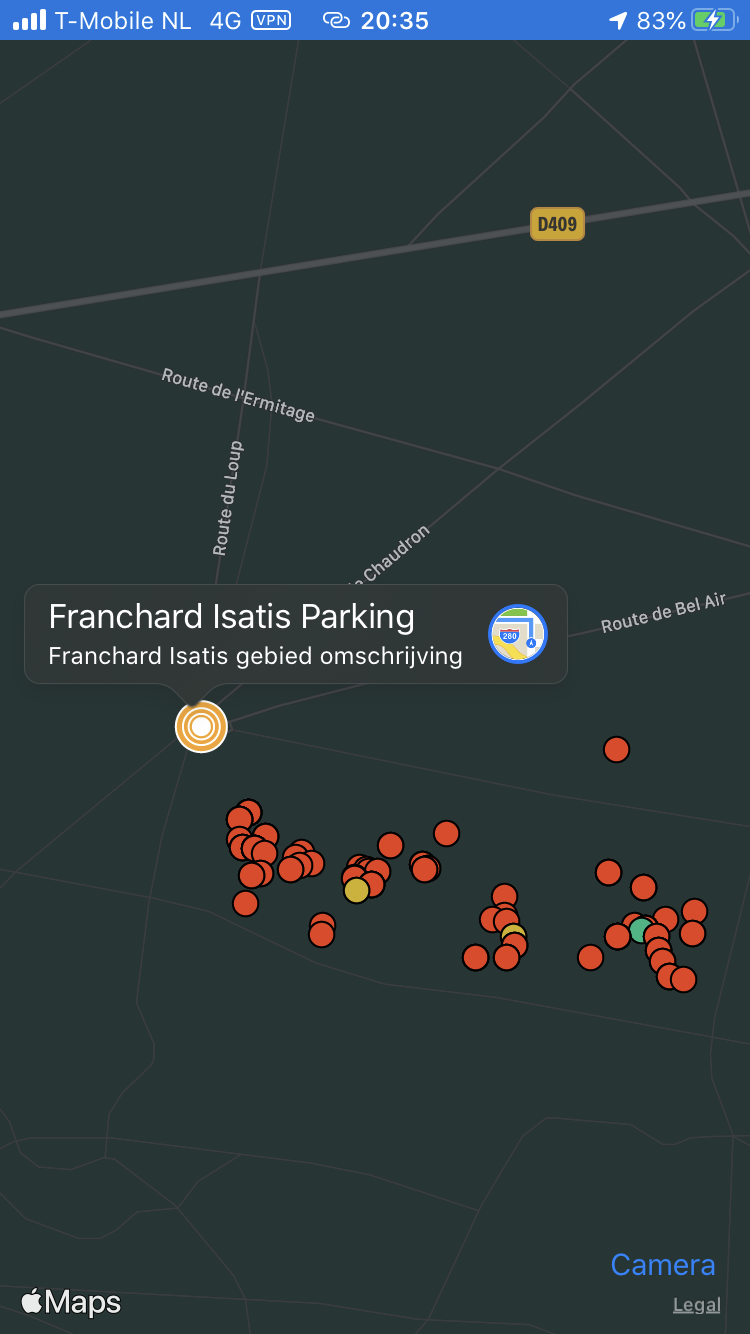 T-Mobile NL 4G VPN 20:35 83%
D409
Route de l'Ermitage
Route du Loup
Chaudron
Route de Bel Air
Franchard Isatis Parking
280
Franchard Isatis gebied omschrijving
Camera
Maps
Legal